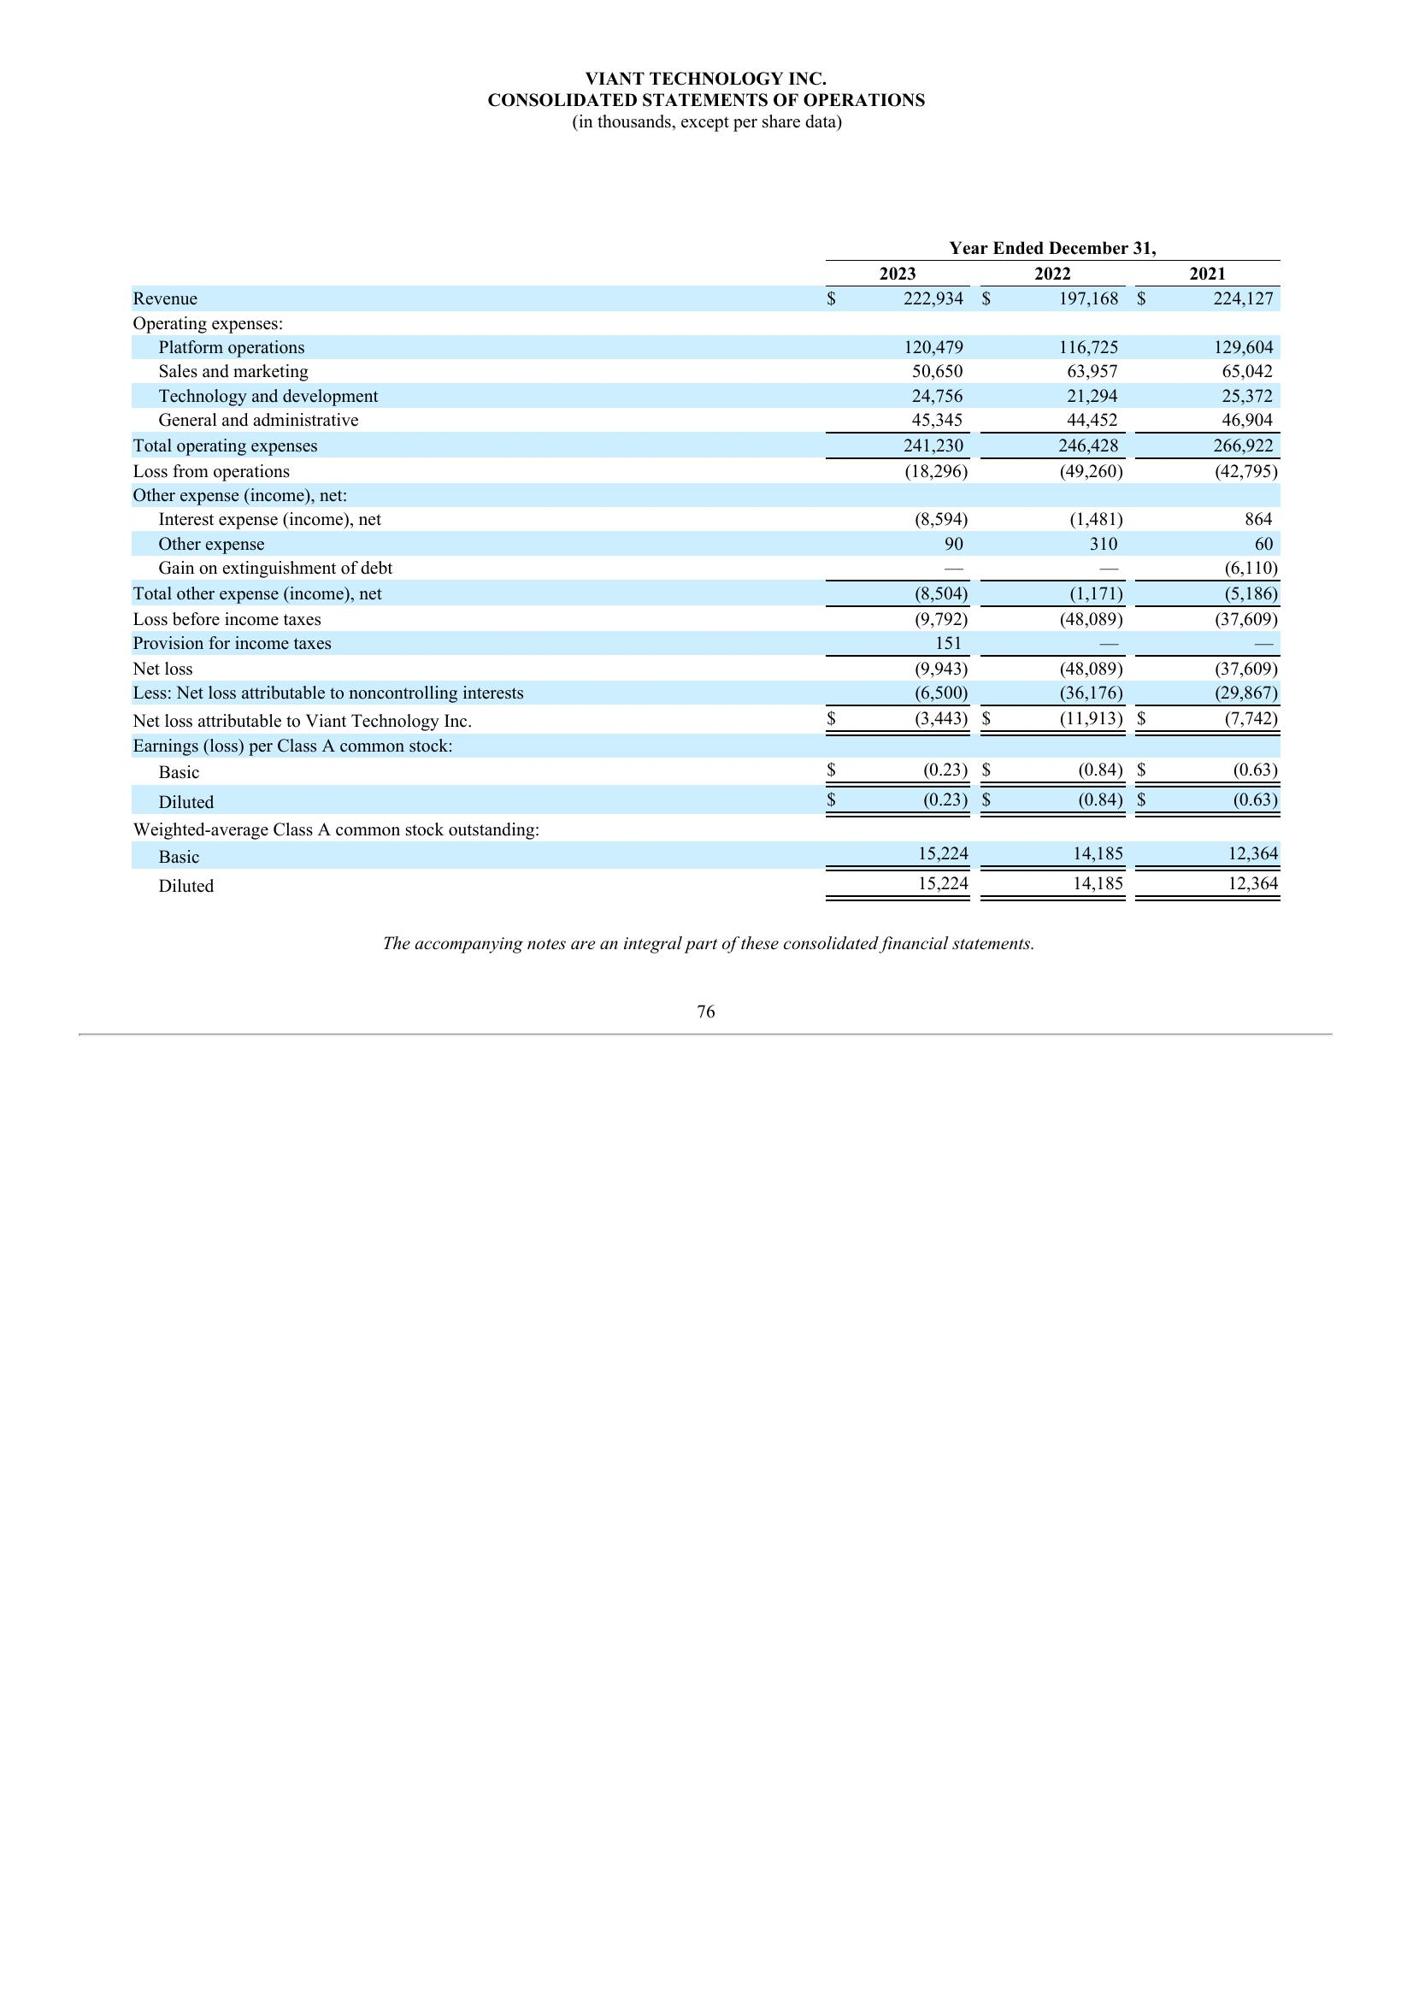 VIANT TECHNOLOGY INC.
CONSOLIDATED STATEMENTS OF OPERATIONS
(in thousands, except per share data)
Year Ended December 31,
2023 2022 2021
Revenue $ 222,934 $ 197,168 $ 224,127
Operating expenses:
Platform operations 120,479 116,725 129,604
Sales and marketing 50,650 63,957 65,042
Technology and development 24,756 21,294 25,372
General and administrative 45,345 44,452 46,904
Total operating expenses 241,230 246,428 266,922
Loss from operations (18,296) (49,260) (42,795)
Other expense (income), net:
Interest expense (income), net (8,594) (1,481) 864
Other expense 90 310 60
Gain on extinguishment of debt — — (6,110)
Total other expense (income), net (8,504) (1,171) (5,186)
Loss before income taxes (9,792) (48,089) (37,609)
Provision for income taxes 151 — —
Net loss (9,943) (48,089) (37,609)
Less: Net loss attributable to noncontrolling interests (6,500) (36,176) (29,867)
Net loss attributable to Viant Technology Inc. $ (3,443) $ (11,913) $ (7,742)
Earnings (loss) per Class A common stock:
Basic $ (0.23) $ (0.84) $ (0.63)
Diluted $ (0.23) $ (0.84) $ (0.63)
Weighted-average Class A common stock outstanding:
Basic 15,224 14,185 12,364
Diluted 15,224 14,185 12,364
The accompanying notes are an integral part of these consolidated financial statements.
76